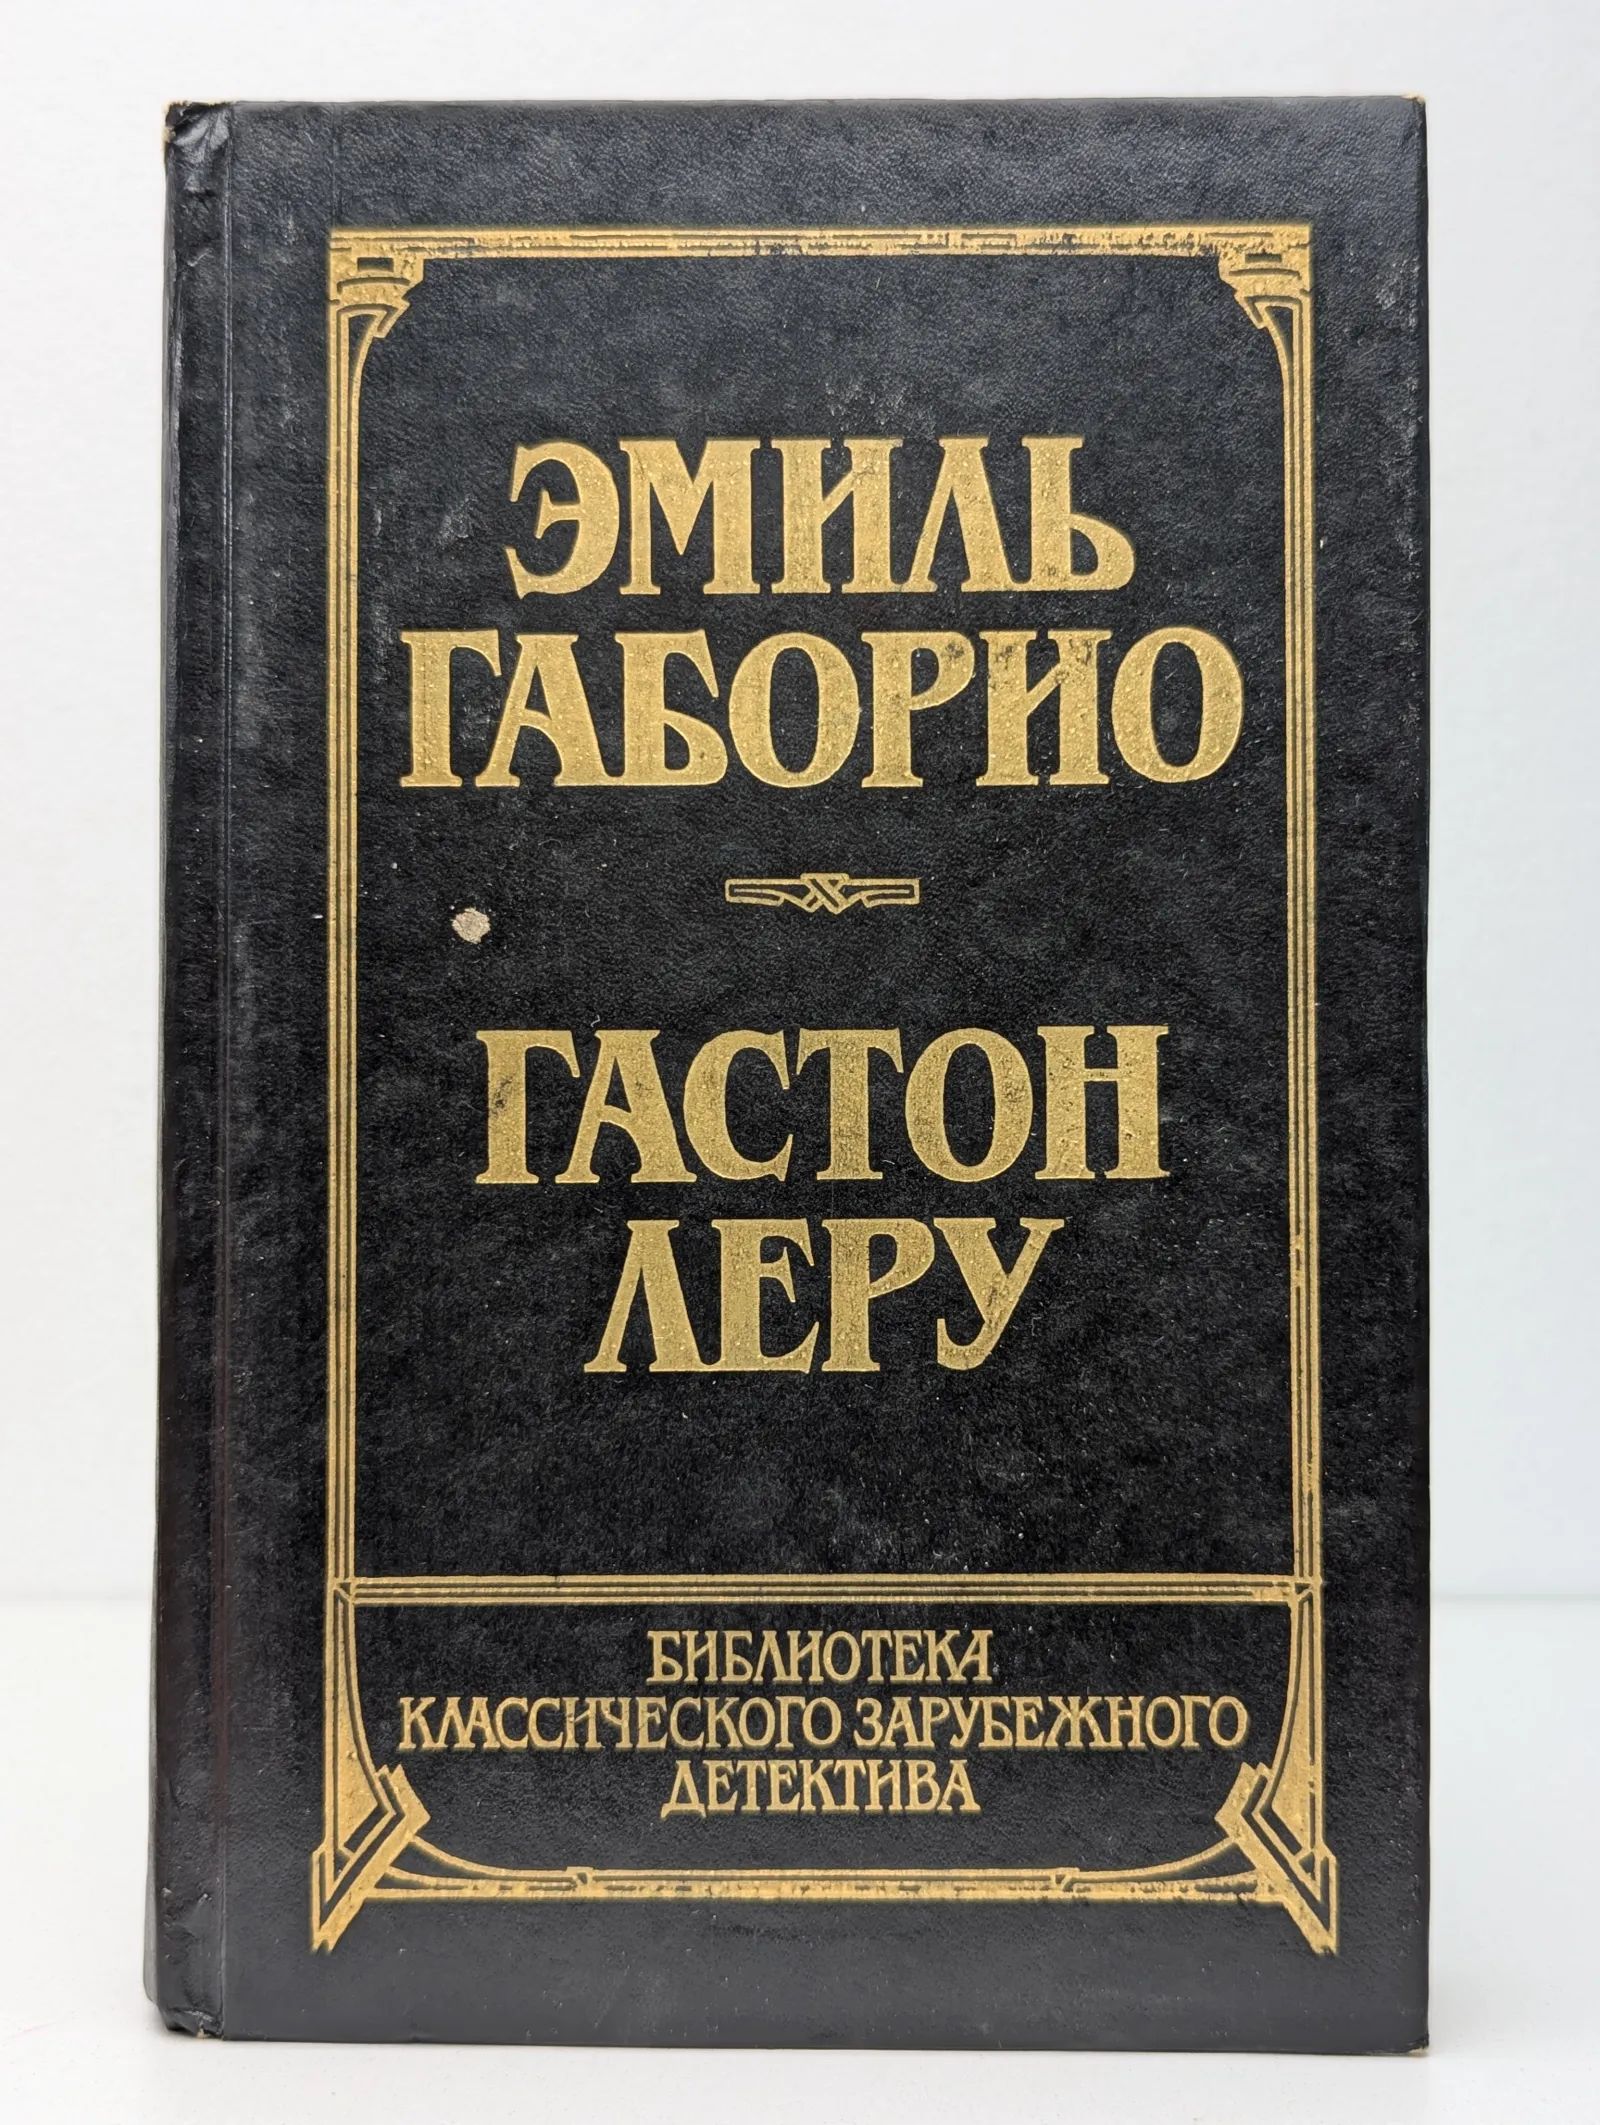 ЭМИЛЬ
ГАБОРИО
ГАСТОН
ЛЕРУ
БИБЛИОТЕКА
КЛАССИЧЕСКОГО ЗАРУБЕЖНОГО
ДЕТЕКТИВА